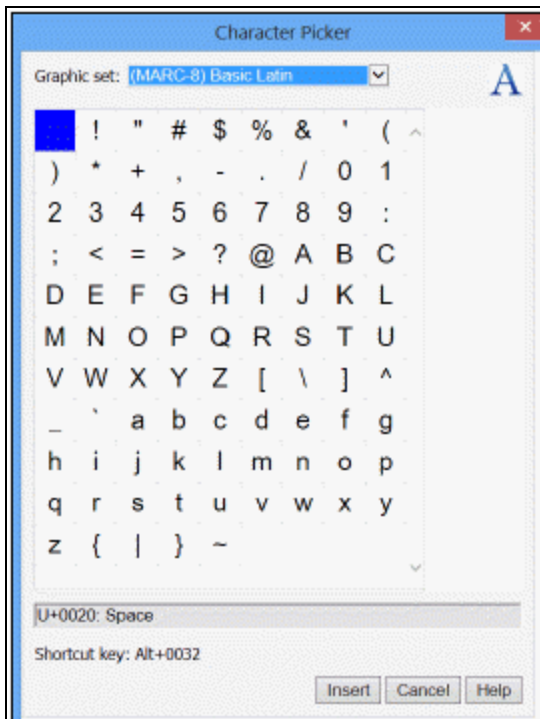 Character Picker
Graphic set: (MARC-8) Basic Latin
A
! " # $ % & ' (
) * + , - . / 0 1
2 3 4 5 6 7 8 9 :
; < = > ? @ A B C
D E F G H I J K L
M N O P Q R S T U
V W X Y Z [ \ ] ^
_ ` a b c d e f g
h i j k l m n o p
q r s t u v w x y
z { | } ~
U+0020: Space
Shortcut key: Alt+0032
Insert Cancel Help